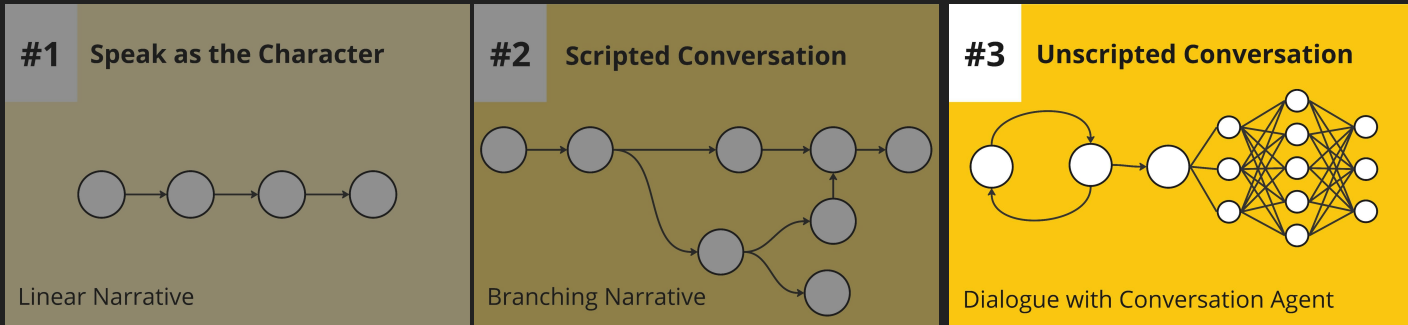 #1 Speak as the Character
Linear Narrative
#2 Scripted Conversation
Branching Narrative
#3 Unscripted Conversation
Dialogue with Conversation Agent